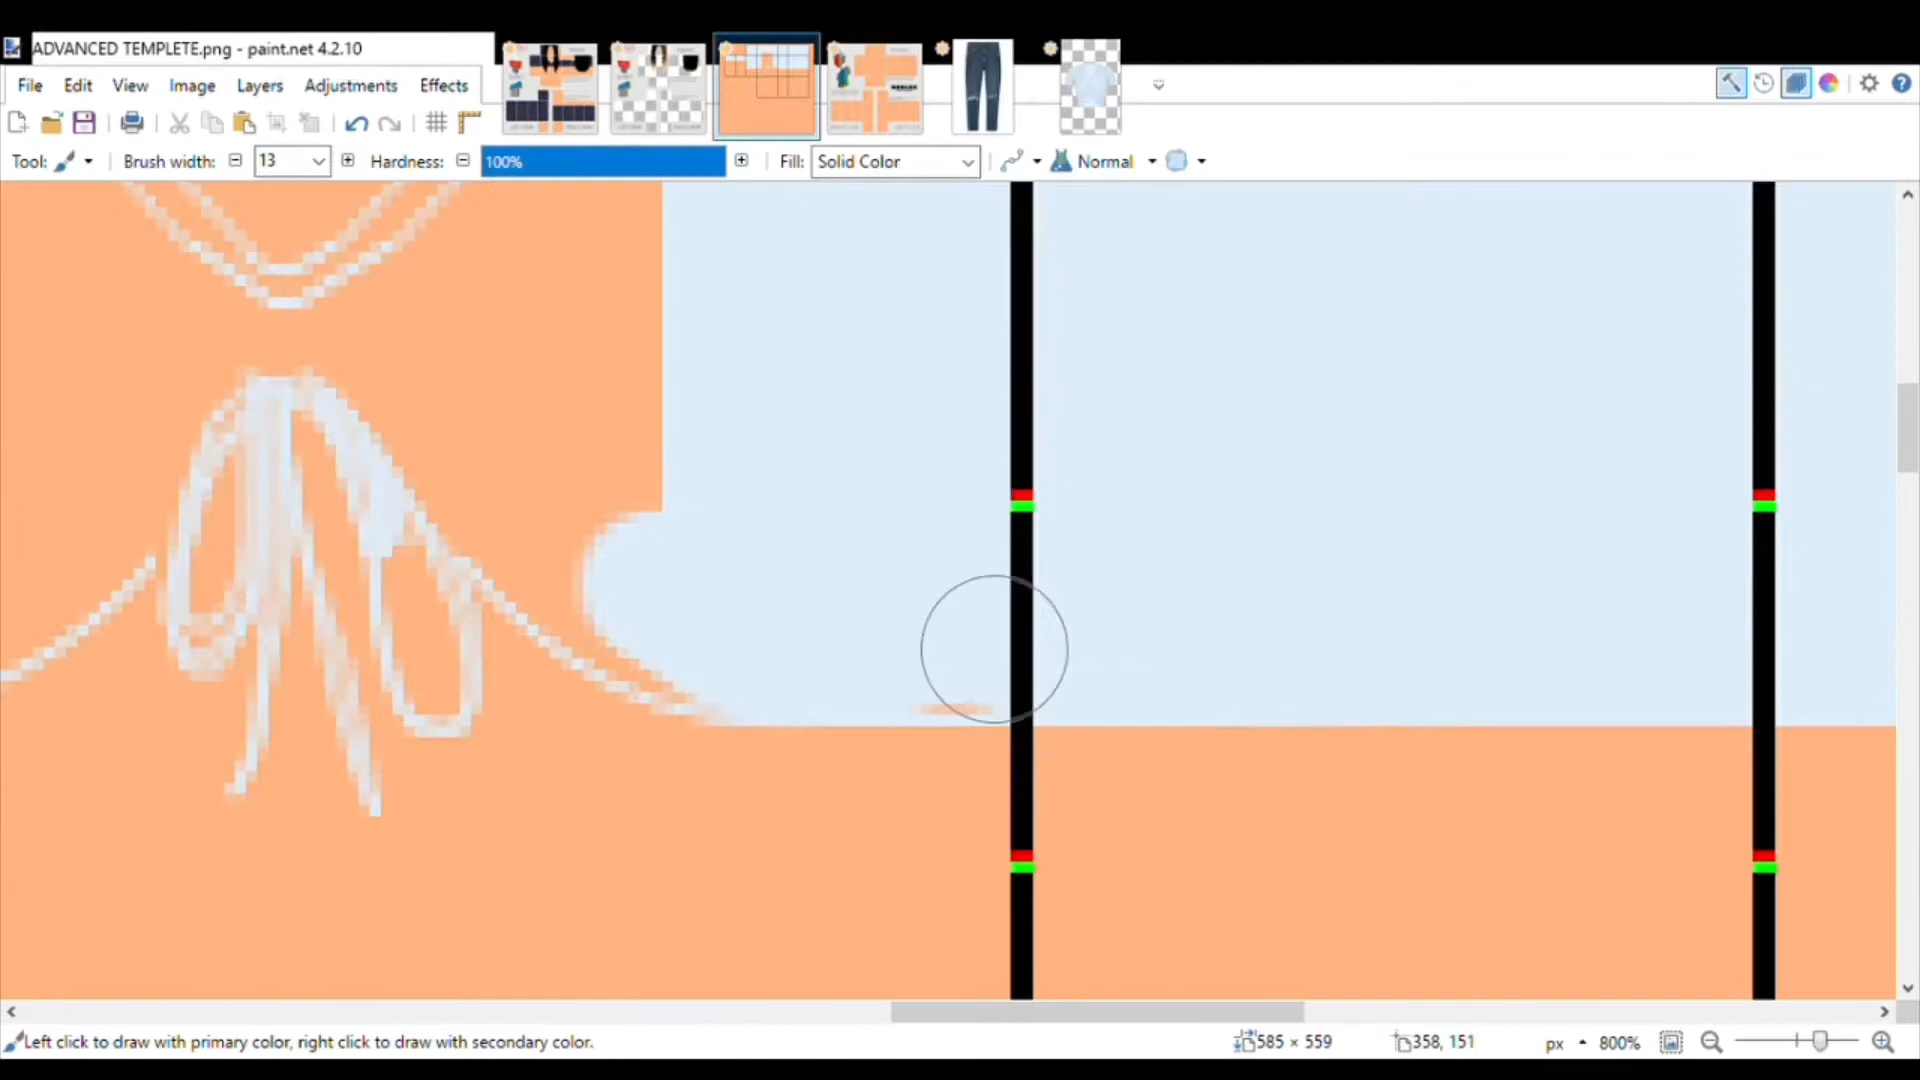 ADVANCED TEMPLETE.png - paint.net 4.2.10
File Edit View Image Layers Adjustments Effects
Tool: Brush width: 13 Hardness: 100% Fill: Solid Color Normal
Left click to draw with primary color, right click to draw with secondary color.
585 × 559 358, 151 px 800%